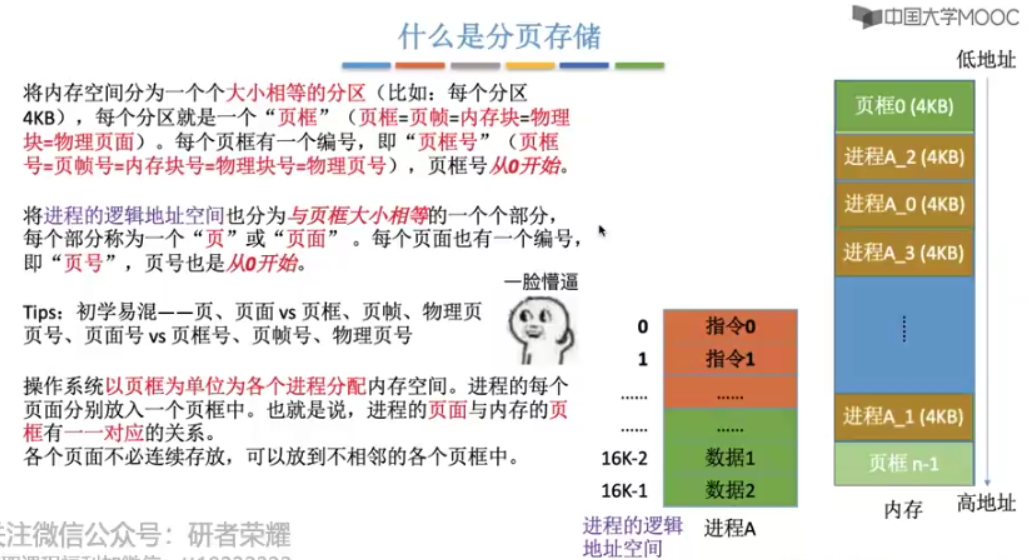 中国大学MOOC
什么是分页存储
将内存空间分为一个个大小相等的分区（比如：每个分区
4KB），每个分区就是一个“页框”（页框=页帧=内存块=物理
块=物理页面）。每个页框有一个编号，即“页框号”（页框
号=页帧号=内存块号=物理块号=物理页号），页框号从0开始。
将进程的逻辑地址空间也分为与页框大小相等的一个个部分，
每个部分称为一个“页”或“页面” 。每个页面也有一个编号，
即“页号”，页号也是从0开始。
Tips：初学易混——页、页面 vs 页框、页帧、物理页
页号、页面号 vs 页框号、页帧号、物理页号
一脸懵逼
操作系统以页框为单位为各个进程分配内存空间。进程的每个
页面分别放入一个页框中。也就是说，进程的页面与内存的页
框有一一对应的关系。
各个页面不必连续存放，可以放到不相邻的各个页框中。
0 指令0
1 指令1
…… ……
…… ……
16K-2 数据1
16K-1 数据2
进程的逻辑
地址空间
进程A
低地址
页框0 (4KB)
进程A_2 (4KB)
进程A_0 (4KB)
进程A_3 (4KB)
……
进程A_1 (4KB)
页框 n-1
内存
高地址
关注微信公众号：研者荣耀